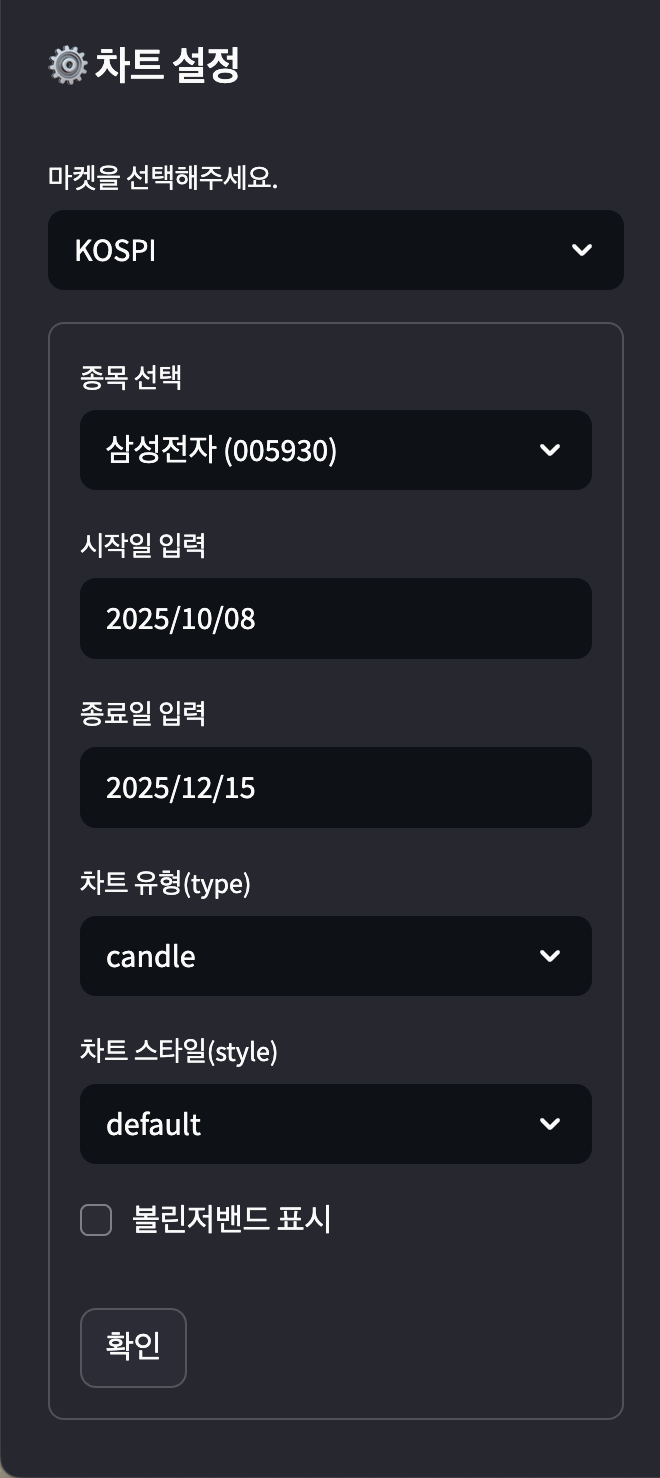 ⚙️ 차트 설정
마켓을 선택해주세요.
KOSPI
종목 선택
삼성전자 (005930)
시작일 입력
2025/10/08
종료일 입력
2025/12/15
차트 유형(type)
candle
차트 스타일(style)
default
볼린저밴드 표시
확인